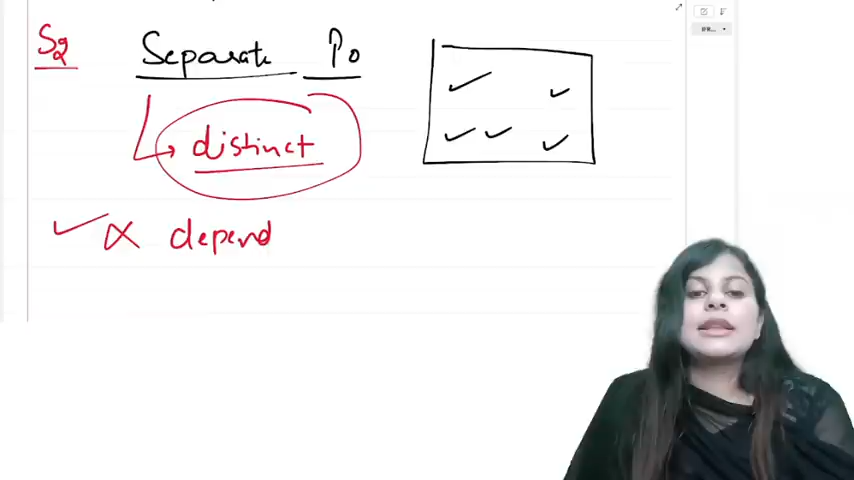 Sq Separate Po
distinct
✓ ∝ depend